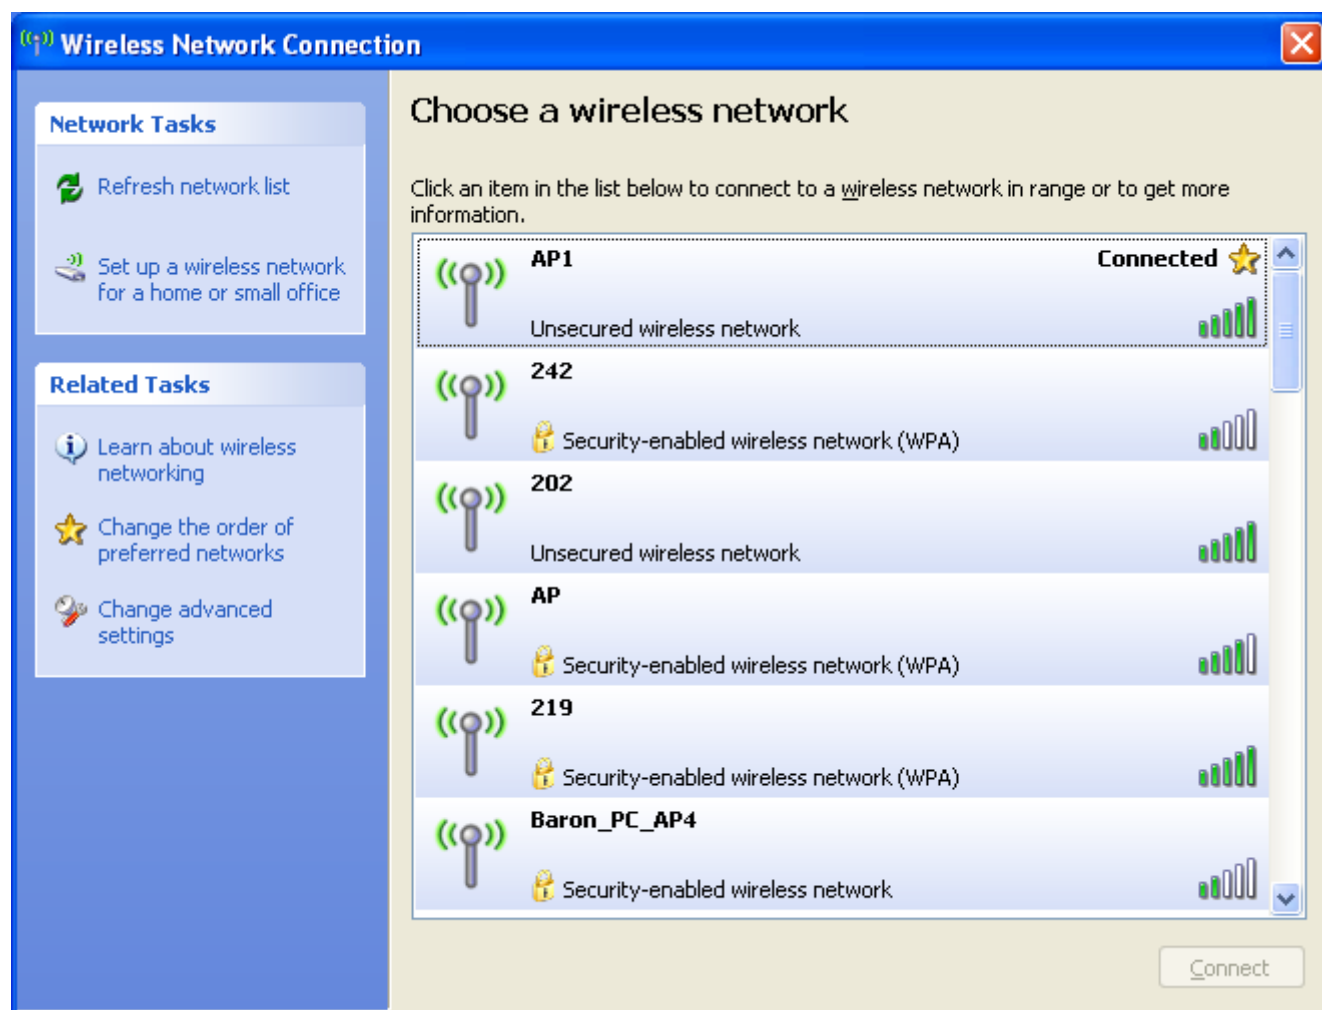 Wireless Network Connection
Network Tasks
Refresh network list
Set up a wireless network
for a home or small office
Related Tasks
Learn about wireless
networking
Change the order of
preferred networks
Change advanced
settings
Choose a wireless network
Click an item in the list below to connect to a wireless network in range or to get more
information.
AP1
Connected
Unsecured wireless network
242
Security-enabled wireless network (WPA)
202
Unsecured wireless network
AP
Security-enabled wireless network (WPA)
219
Security-enabled wireless network (WPA)
Baron_PC_AP4
Security-enabled wireless network
Connect